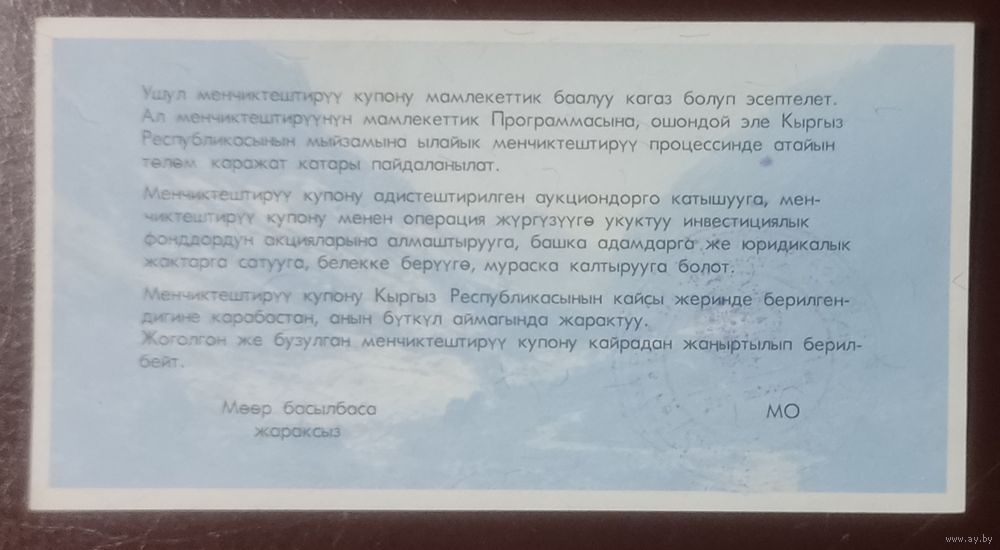 Ушул менчиктештирүү купону мамлекеттик баалуу кагаз болуп эсептелет.
Ал менчиктештирүүнүн мамлекеттик Программасына, ошондой эле Кыргыз
Республикасынын мыйзамына ылайык менчиктештирүү процессинде атайын
төлөм каражат катары пайдаланылат.
Менчиктештирүү купону адистештирилген аукциондорго катышууга, мен-
чиктештирүү купону менен операция жүргүзүүгө укуктуу инвестициялык
фонддордун акцияларына алмаштырууга, башка адамдарга же юридикалык
жактарга сатууга, белекке берүүгө, мураска калтырууга болот.
Менчиктештирүү купону Кыргыз Республикасынын кайсы жеринде берилген-
дигине карабастан, анын бүткүл аймагында жарактуу.
Жоголгон же бузулган менчиктештирүү купону кайрадан жаңыртылып берил-
бейт.
Мөөр басылбаса
жараксыз
МО
www.ay.by